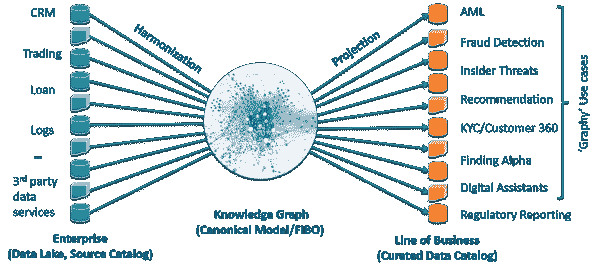 CRM
Trading
Loan
Logs
–
3rd party
data
services
Enterprise
(Data Lake, Source Catalog)
Harmonization
Knowledge Graph
(Canonical Model/FIBO)
Projection
AML
Fraud Detection
Insider Threats
Recommendation
KYC/Customer 360
Finding Alpha
Digital Assistants
Regulatory Reporting
Line of Business
(Curated Data Catalog)
'Graphy' Use cases